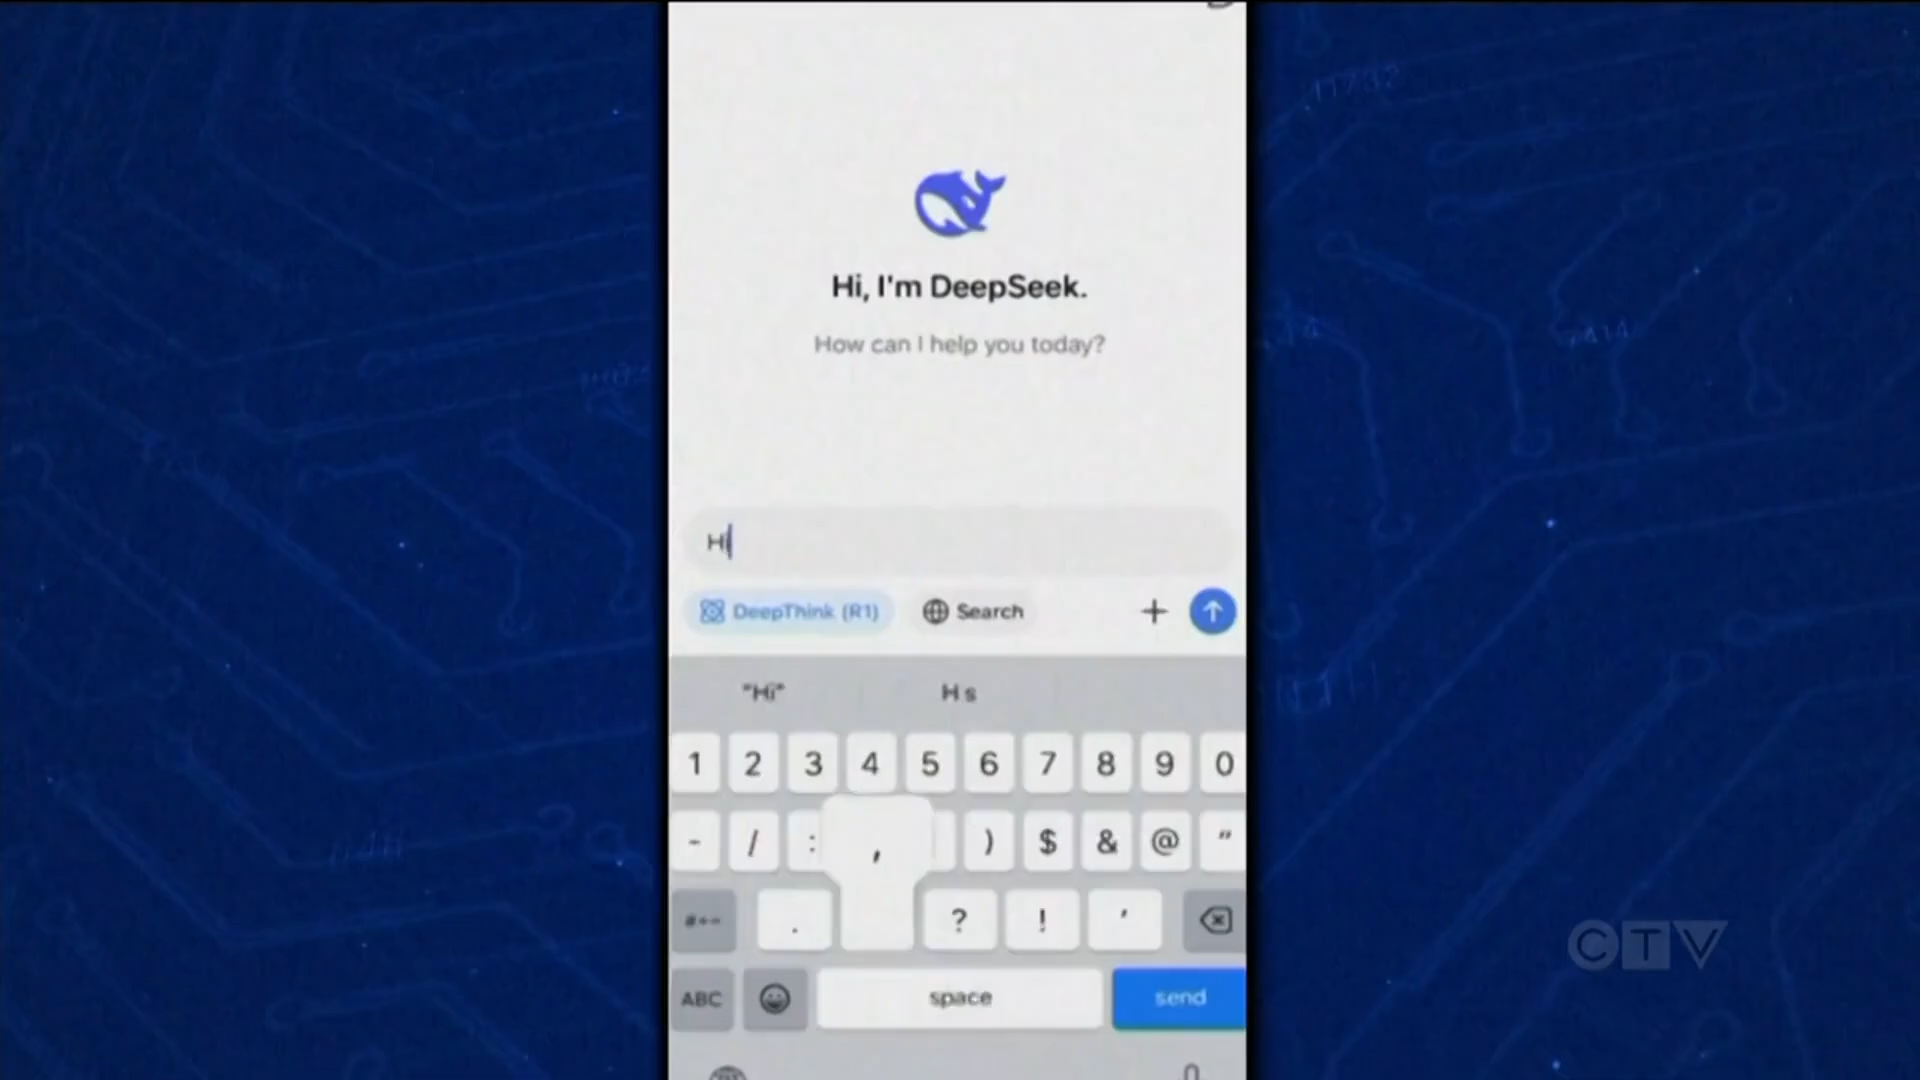 Hi, I'm DeepSeek.
How can I help you today?
Hi
DeepThink (R1)
Search
"Hi"
H s
1 2 3 4 5 6 7 8 9 0
- / : , ) $ & @ "
#+= . ? ! '
ABC space send
CTV